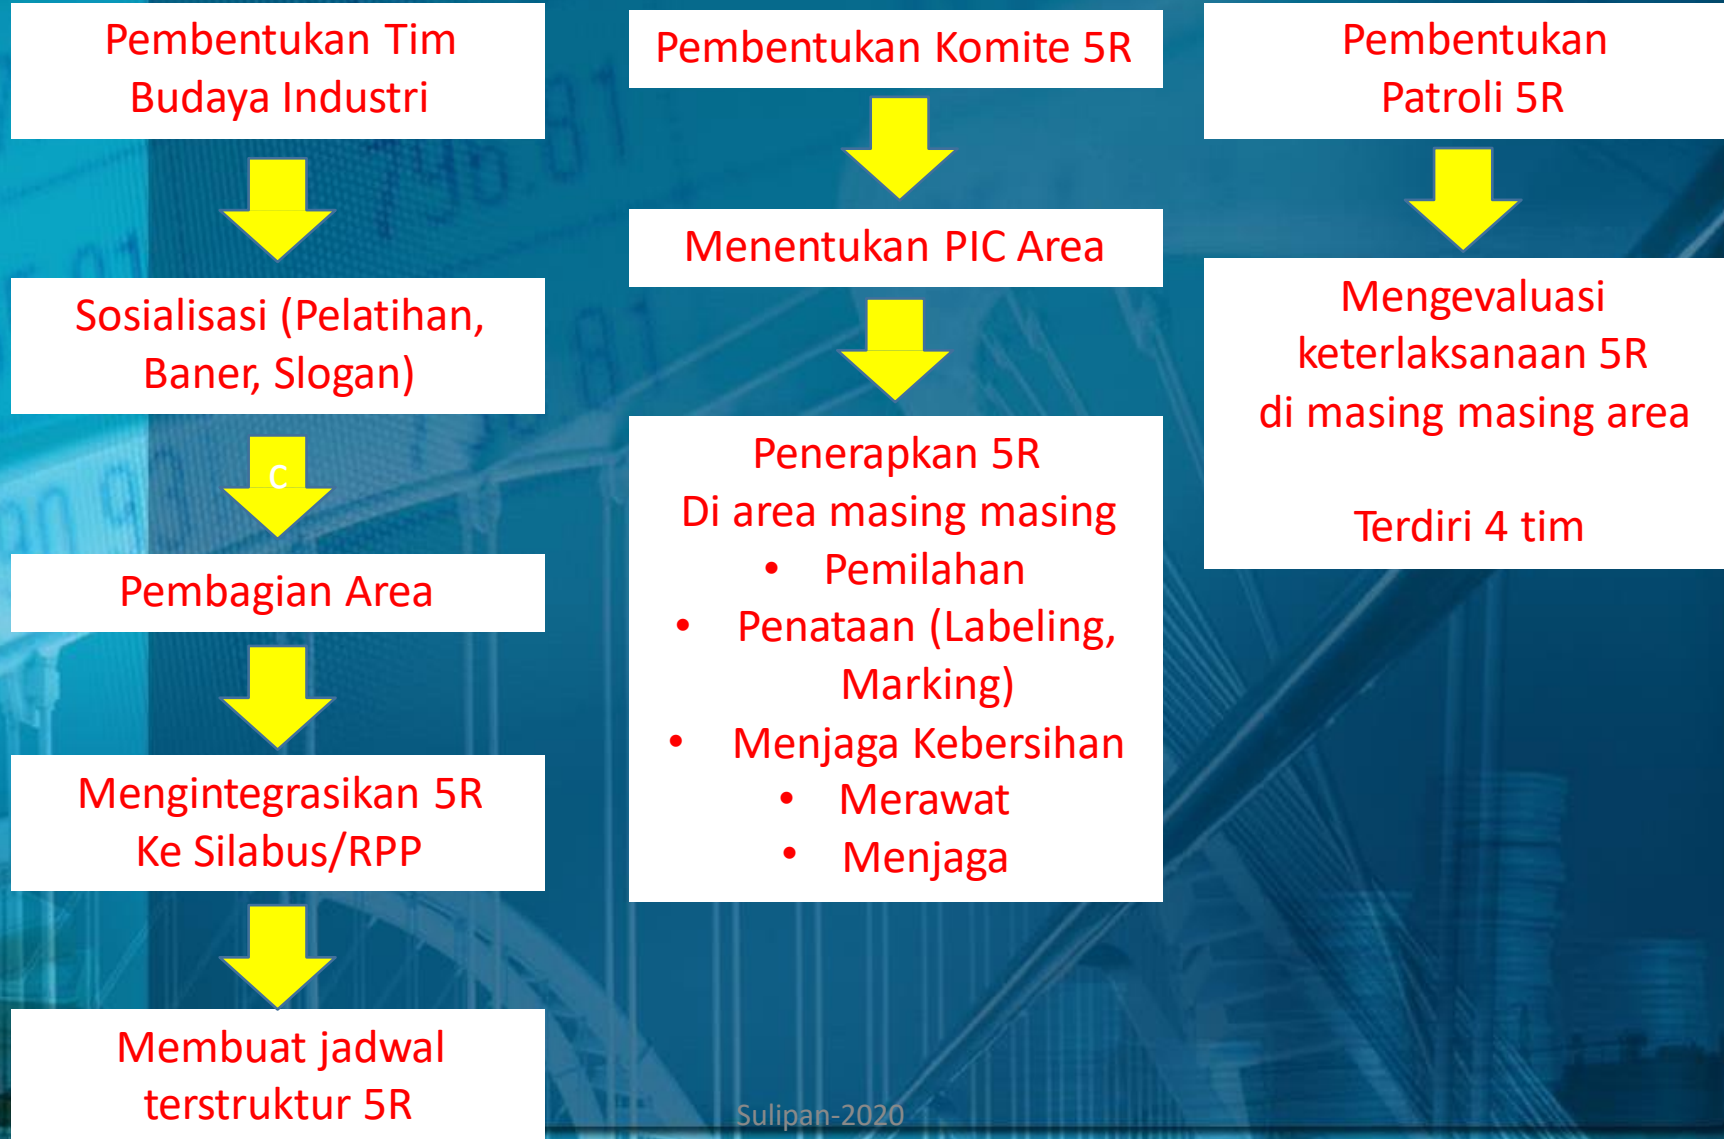 Pembentukan Tim
Budaya Industri
Sosialisasi (Pelatihan,
Baner, Slogan)
c
Pembagian Area
Mengintegrasikan 5R
Ke Silabus/RPP
Membuat jadwal
terstruktur 5R
Pembentukan Komite 5R
Menentukan PIC Area
Penerapkan 5R
Di area masing masing
• Pemilahan
• Penataan (Labeling,
Marking)
• Menjaga Kebersihan
• Merawat
• Menjaga
Pembentukan
Patroli 5R
Mengevaluasi
keterlaksanaan 5R
di masing masing area
Terdiri 4 tim
Sulipan-2020